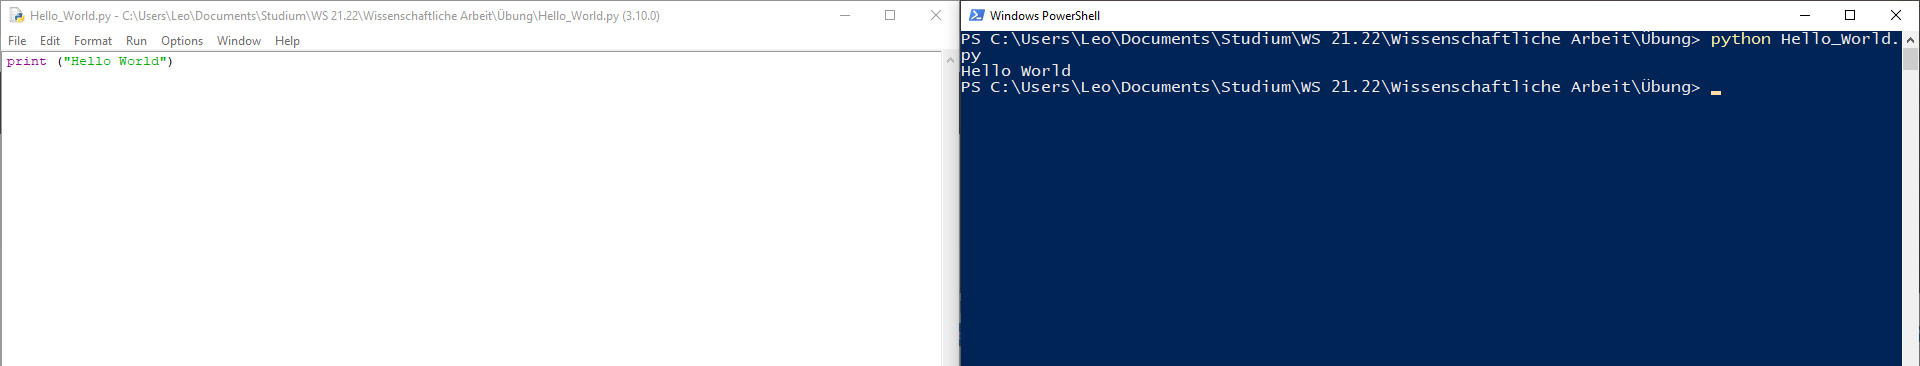 Hello_World.py - C:\Users\Leo\Documents\Studium\WS 21.22\Wissenschaftliche Arbeit\Übung\Hello_World.py (3.10.0)
File Edit Format Run Options Window Help
print ("Hello World")
Windows PowerShell
PS C:\Users\Leo\Documents\Studium\WS 21.22\Wissenschaftliche Arbeit\Übung> python Hello_World.
py
Hello World
PS C:\Users\Leo\Documents\Studium\WS 21.22\Wissenschaftliche Arbeit\Übung>